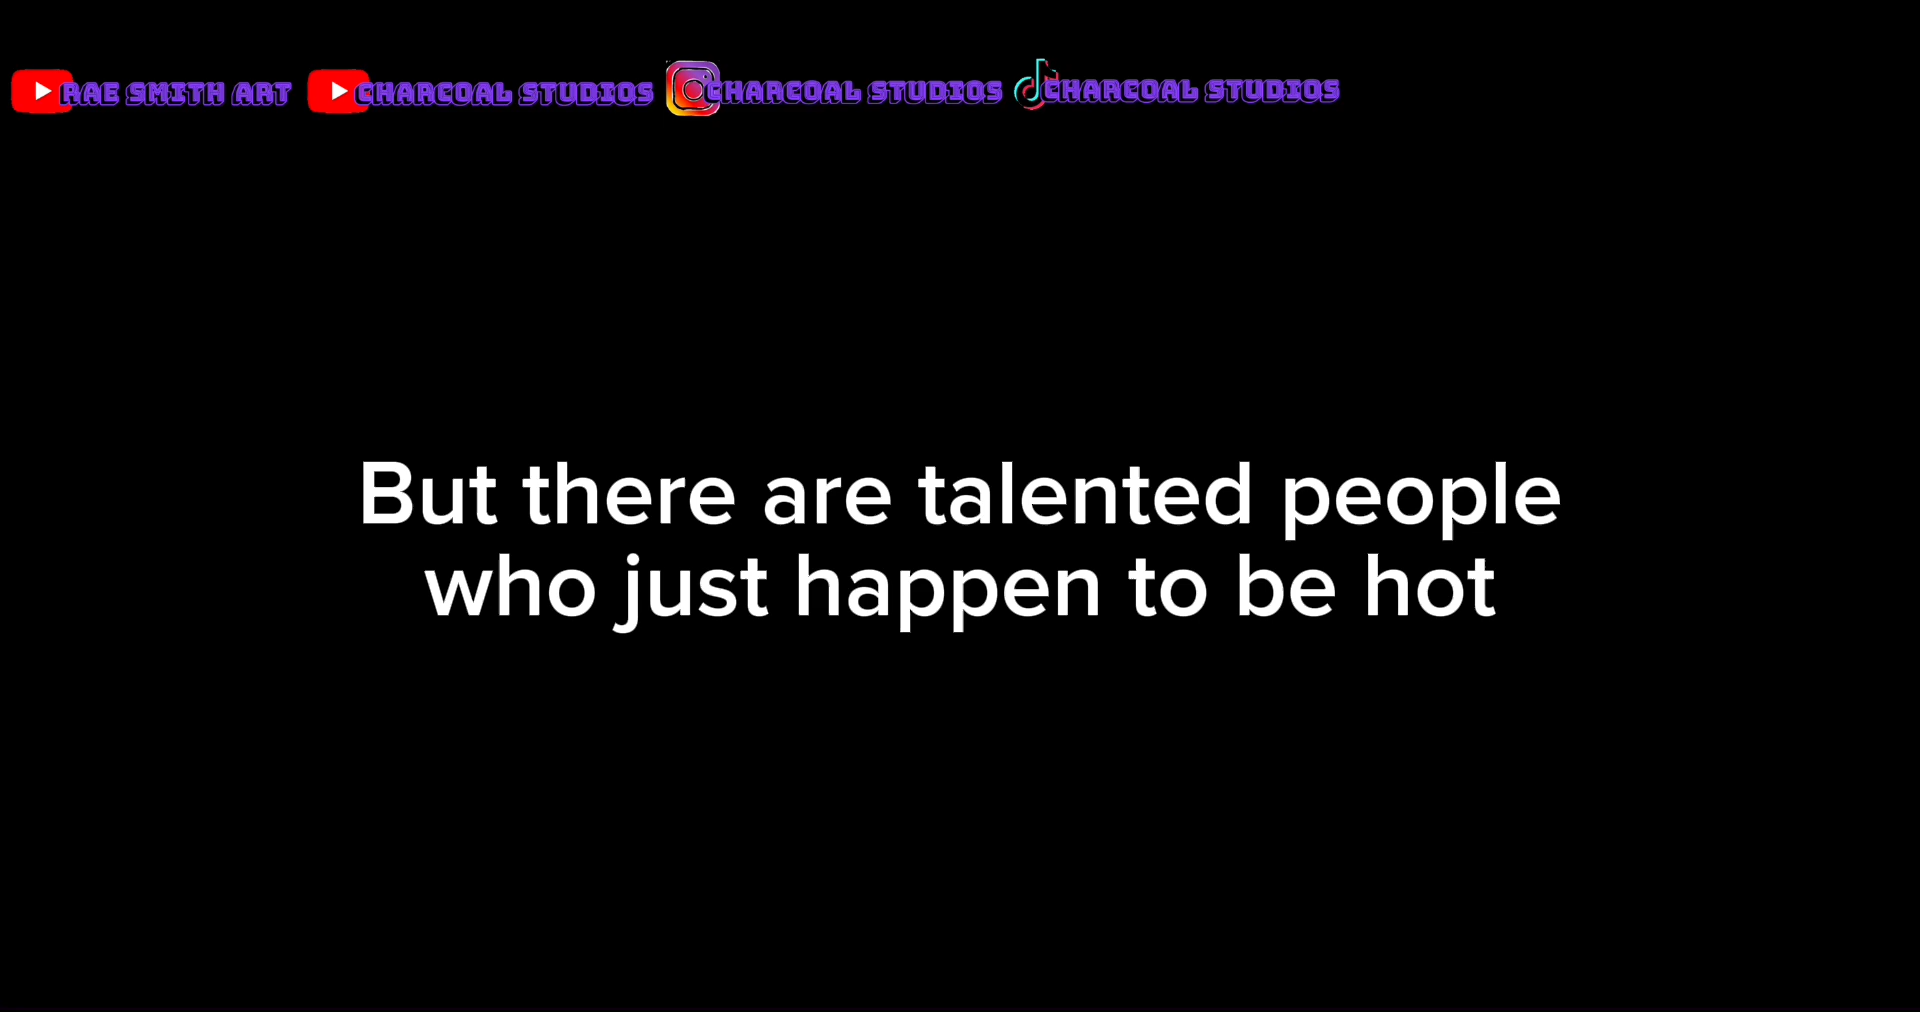 RAE SMITH ART CHARCOAL STUDIOS CHARCOAL STUDIOS CHARCOAL STUDIOS
But there are talented people
who just happen to be hot